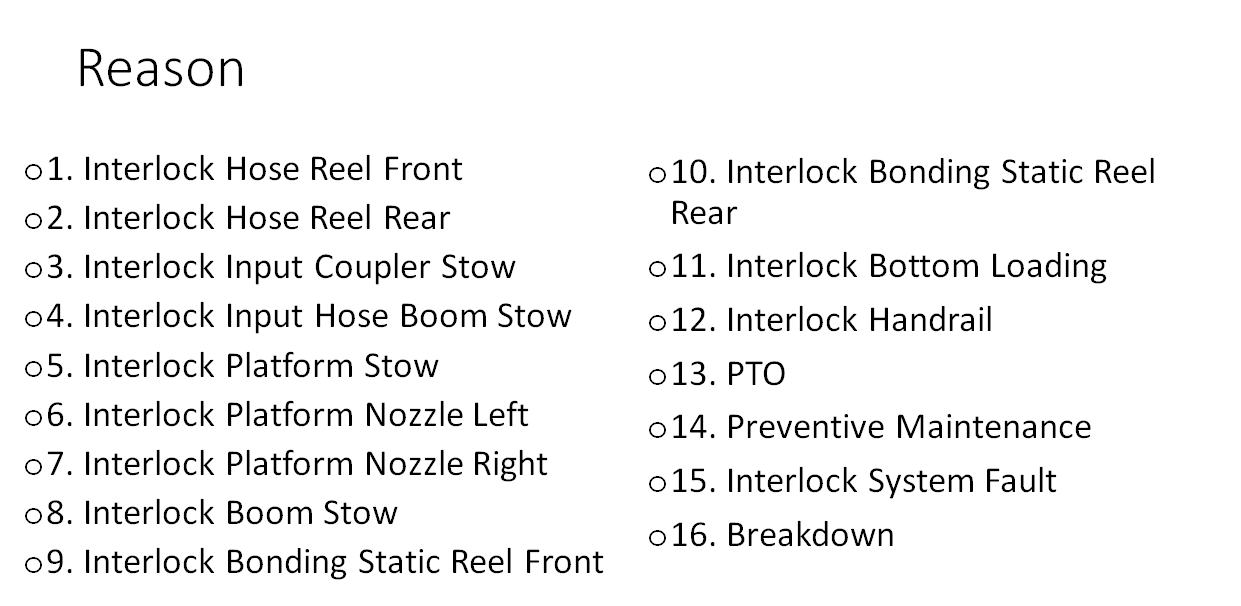 Reason
1. Interlock Hose Reel Front
2. Interlock Hose Reel Rear
3. Interlock Input Coupler Stow
4. Interlock Input Hose Boom Stow
5. Interlock Platform Stow
6. Interlock Platform Nozzle Left
7. Interlock Platform Nozzle Right
8. Interlock Boom Stow
9. Interlock Bonding Static Reel Front
10. Interlock Bonding Static Reel
Rear
11. Interlock Bottom Loading
12. Interlock Handrail
13. PTO
14. Preventive Maintenance
15. Interlock System Fault
16. Breakdown